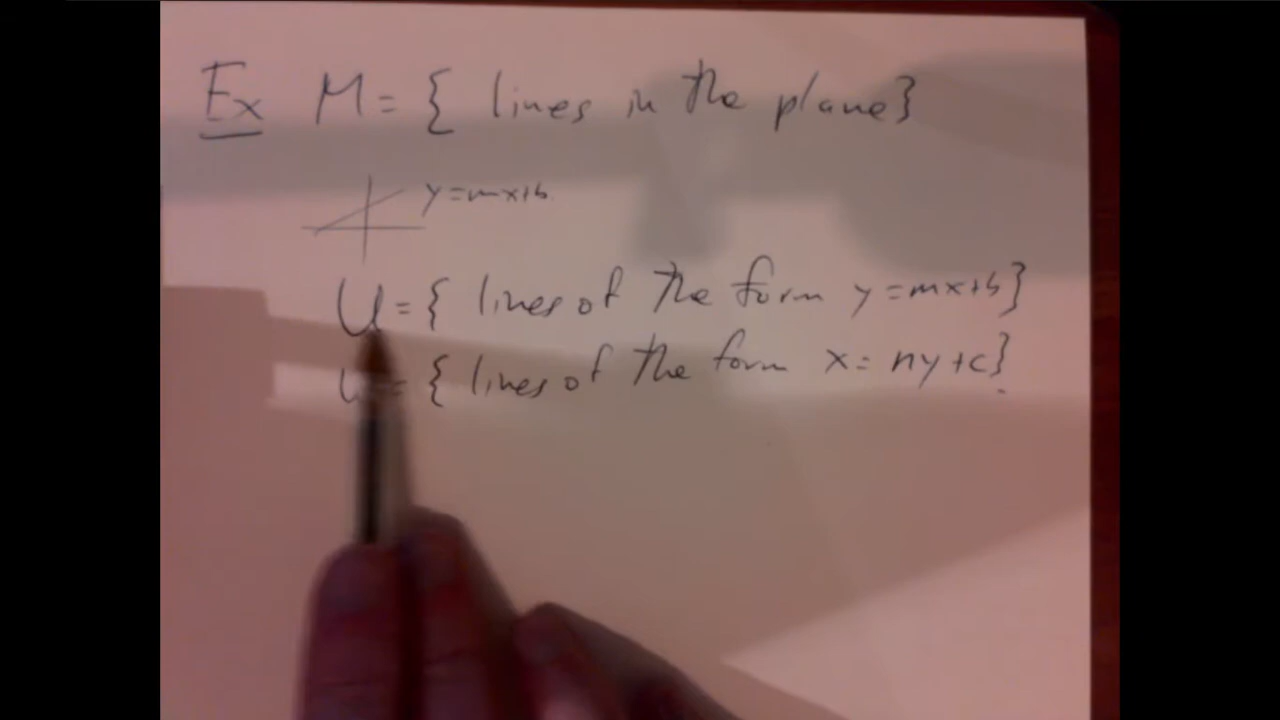 Ex M = { lines in the plane}
y = mx+b.
U = { lines of the form y = mx+b}
= { lines of the form x = ny+c}.